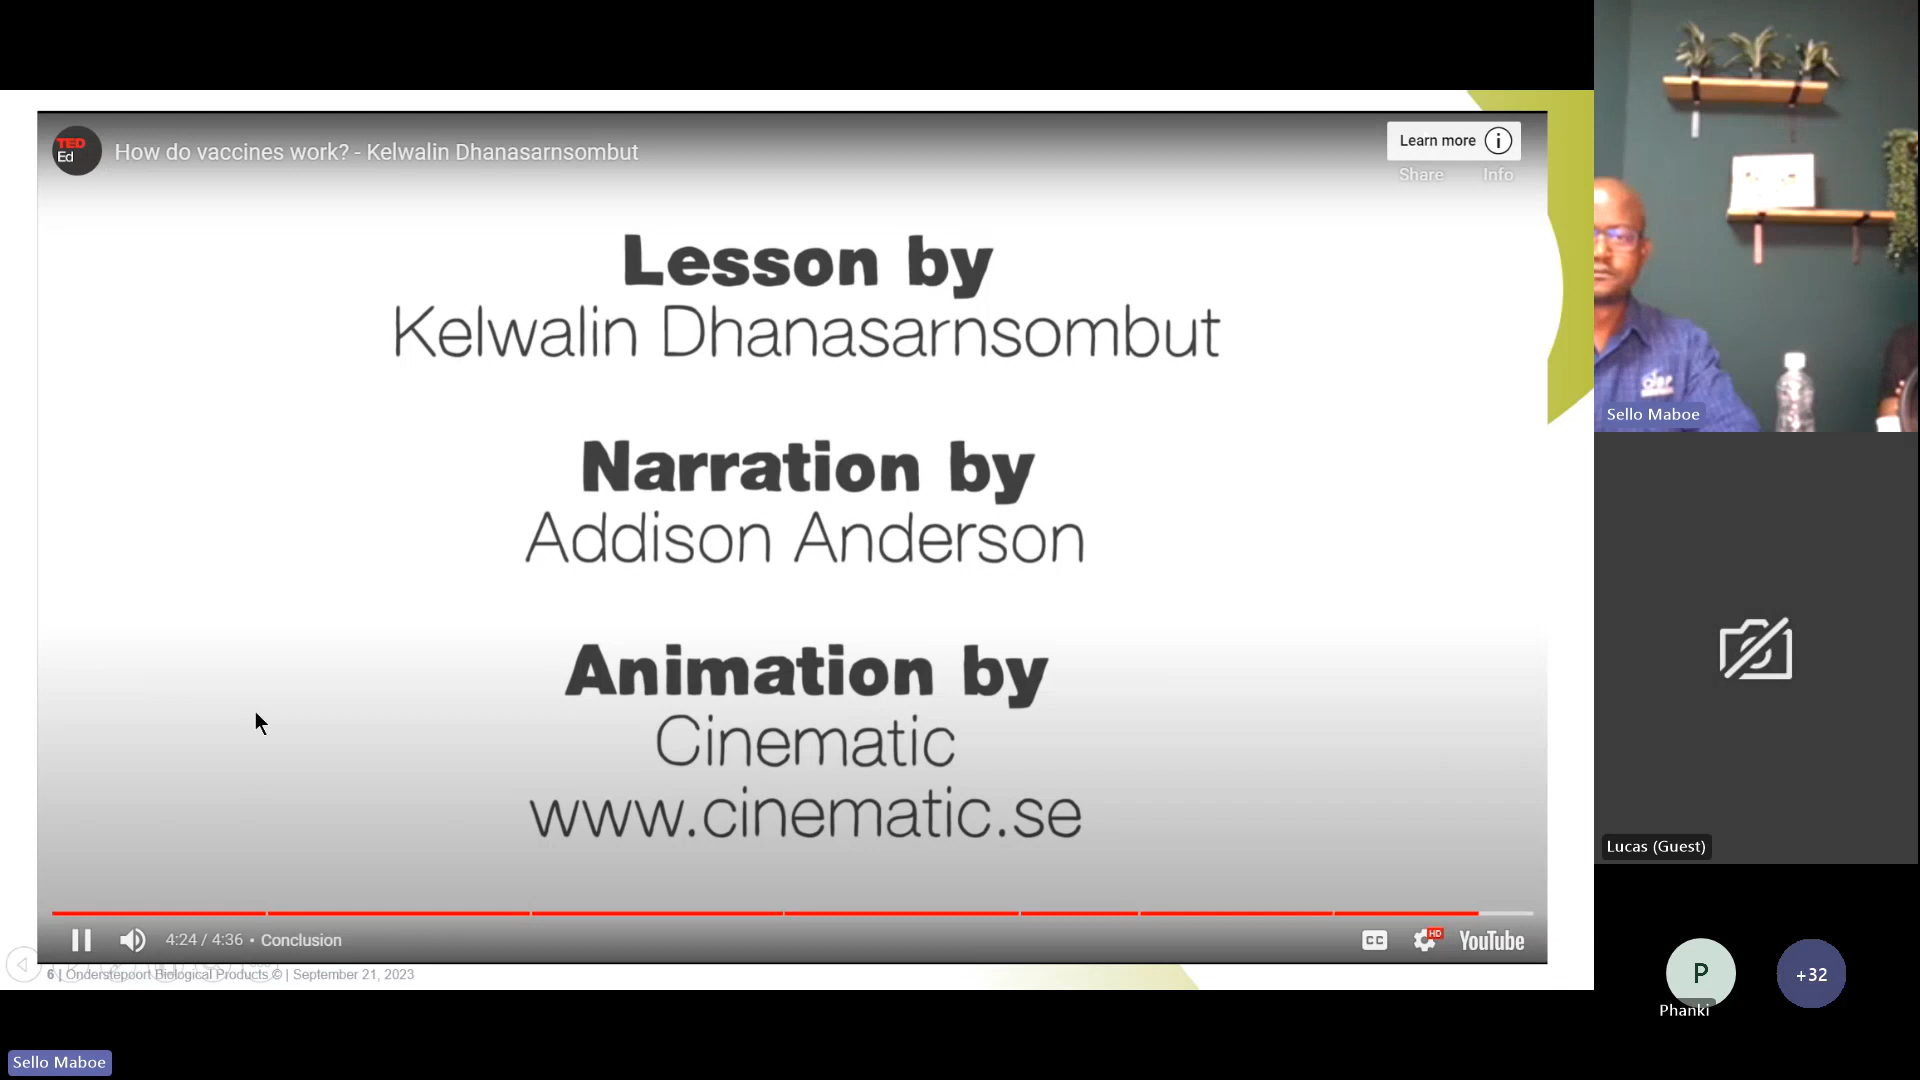 TED
Ed
How do vaccines work? - Kelwalin Dhanasarnsombut
Learn more
Share Info
Lesson by
Kelwalin Dhanasarnsombut
Narration by
Addison Anderson
Animation by
Cinematic
www.cinematic.se
4:24 / 4:36 • Conclusion
CC
HD
YouTube
6 | Onderstepoort Biological Products © | September 21, 2023
Sello Maboe
OBP
Lucas (Guest)
P
Phanki
+32
Sello Maboe